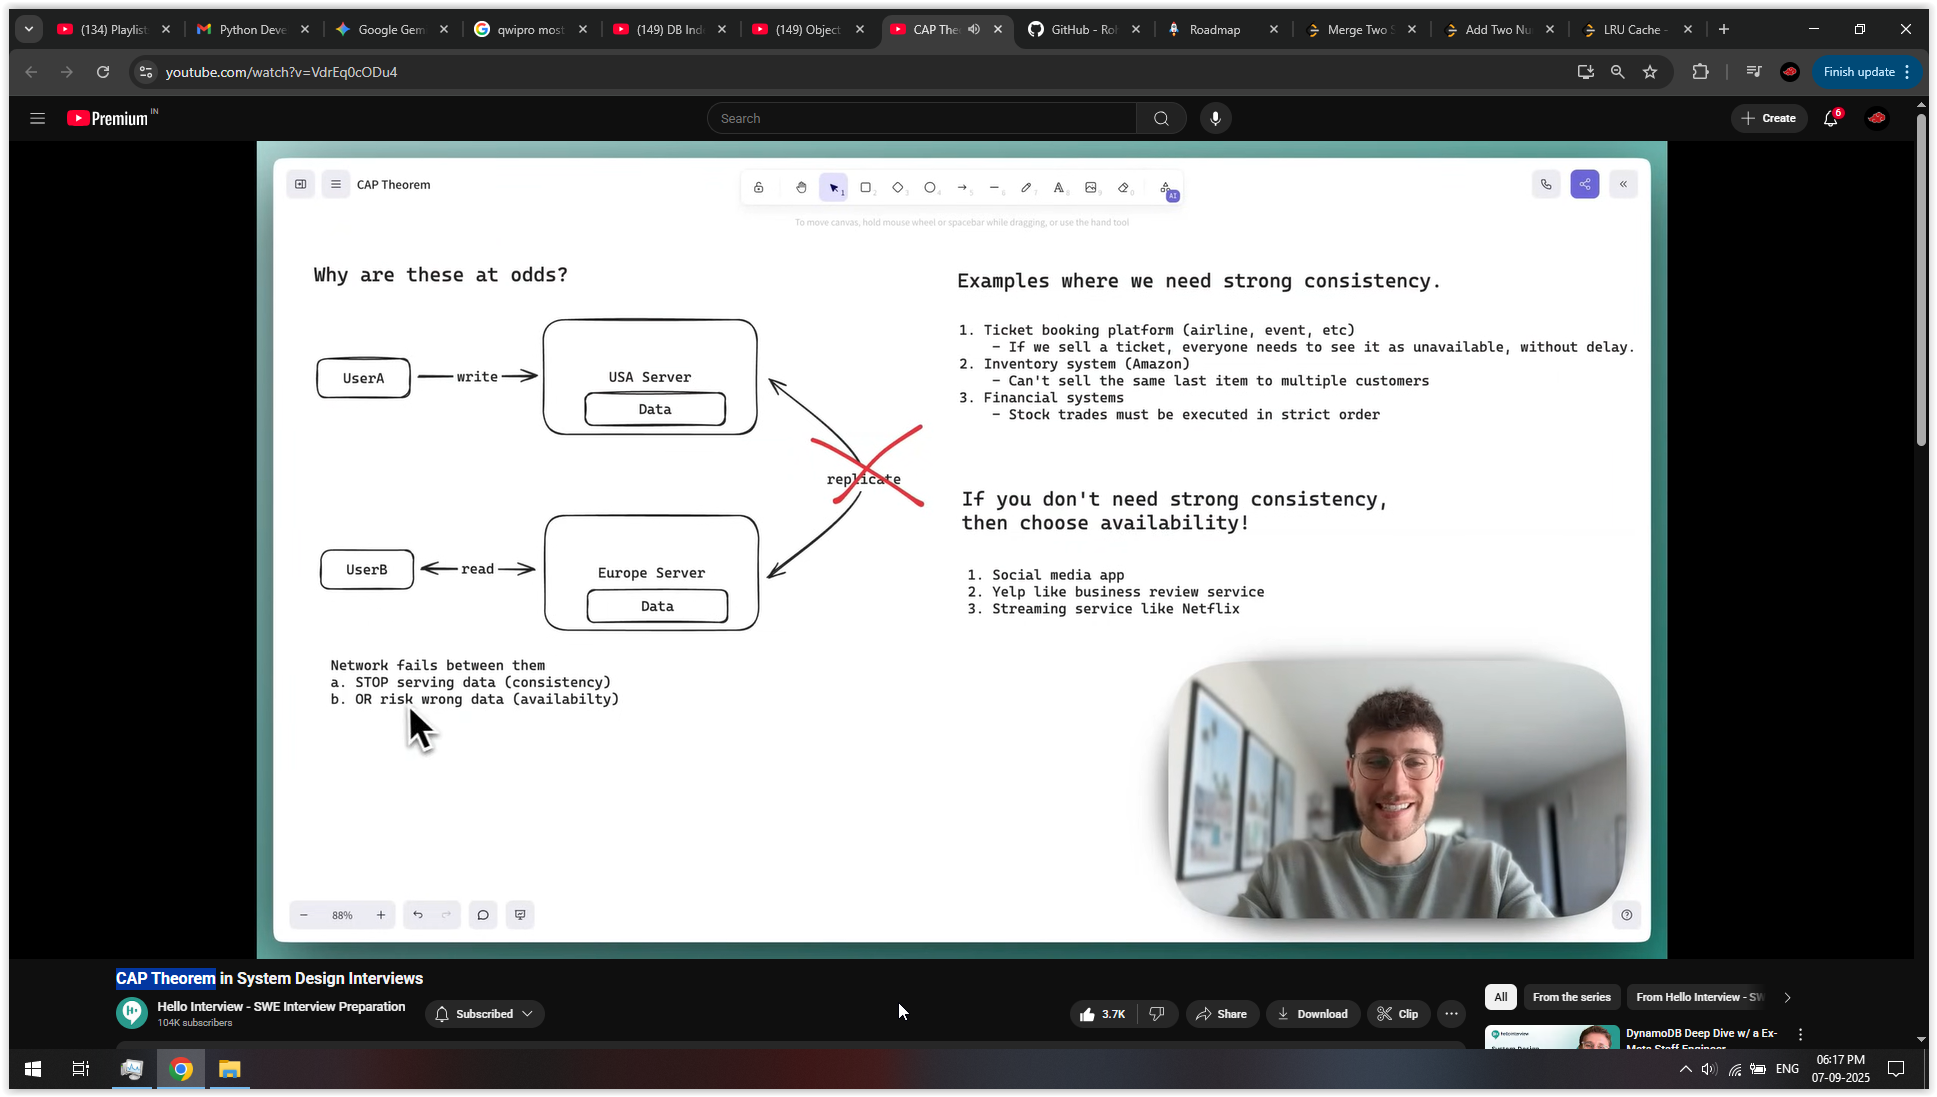 (134) Playlist
Python Deve
Google Gem
qwipro most
(149) DB Ind
(149) Object
CAP The
GitHub - Roh
Roadmap
Merge Two S
Add Two Nu
LRU Cache -
youtube.com/watch?v=VdrEq0cODu4
Finish update
Premium IN
Search
Create
6
CAP Theorem
To move canvas, hold mouse wheel or spacebar while dragging, or use the hand tool
AI
Why are these at odds?
UserA
write
USA Server
Data
replicate
UserB
read
Europe Server
Data
Network fails between them
a. STOP serving data (consistency)
b. OR risk wrong data (availabilty)
Examples where we need strong consistency.
1. Ticket booking platform (airline, event, etc)
- If we sell a ticket, everyone needs to see it as unavailable, without delay.
2. Inventory system (Amazon)
- Can't sell the same last item to multiple customers
3. Financial systems
- Stock trades must be executed in strict order
If you don't need strong consistency,
then choose availability!
1. Social media app
2. Yelp like business review service
3. Streaming service like Netflix
88%
CAP Theorem in System Design Interviews
Hello Interview - SWE Interview Preparation
104K subscribers
Subscribed
3.7K
Share
Download
Clip
All
From the series
From Hello Interview - SW
DynamoDB Deep Dive w/ a Ex-
Meta Staff Engineer
ENG
06:17 PM
07-09-2025